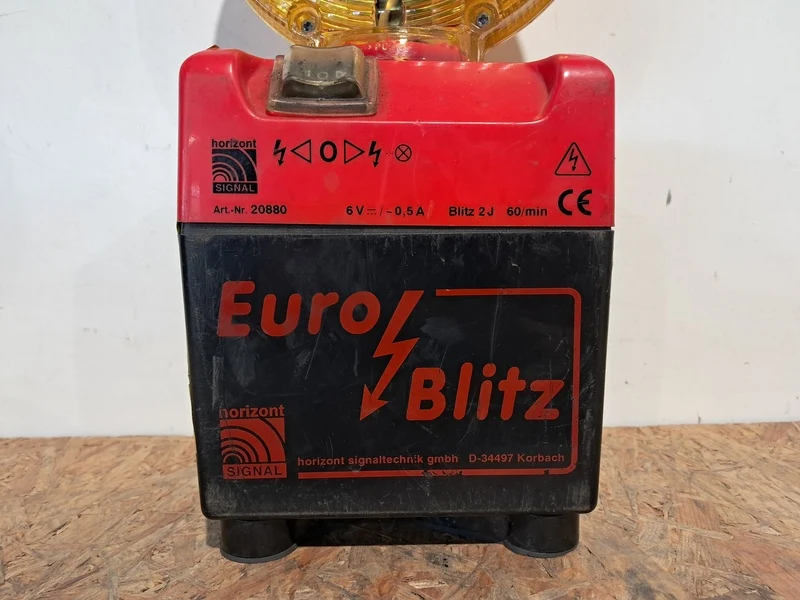 horizont
SIGNAL
O
Art.-Nr. 20880 6 V ⎓/~0,5 A Blitz 2 J 60/min CE
Euro
Blitz
horizont
SIGNAL
horizont signaltechnik gmbh D-34497 Korbach